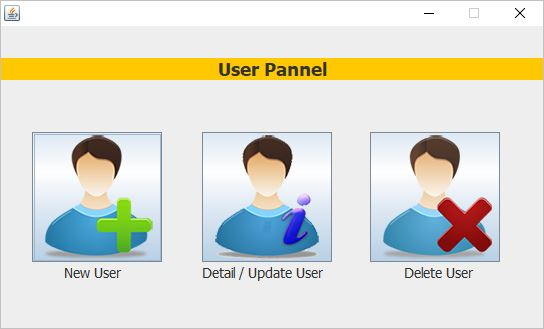 User Pannel
New User
Detail / Update User
Delete User